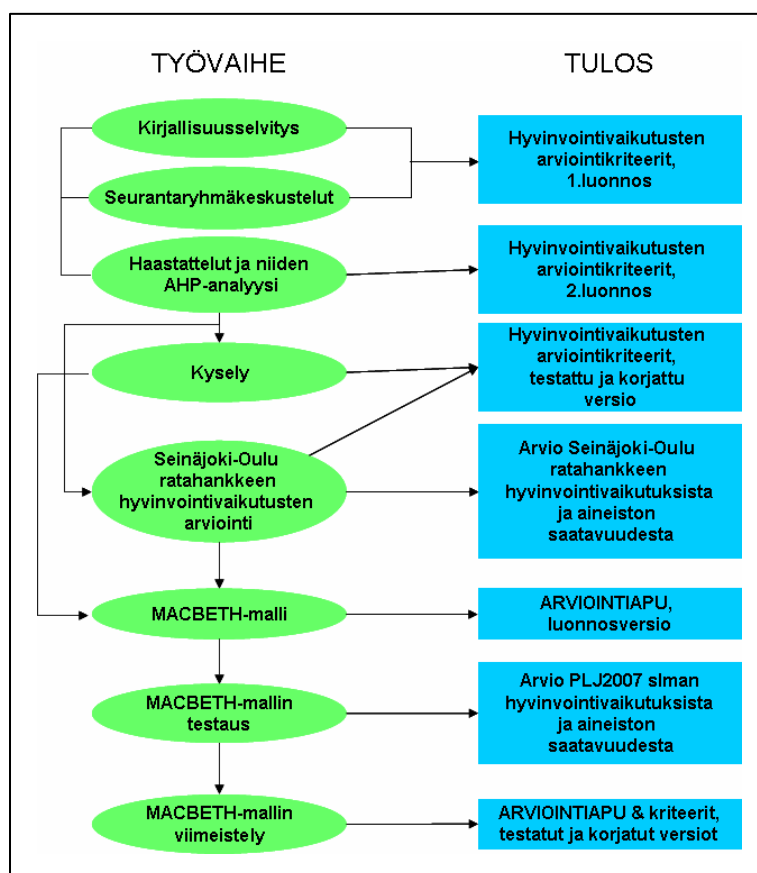 TYÖVAIHE
TULOS
Kirjallisuusselvitys
Hyvinvointivaikutusten
arviointikriteerit,
1.luonnos
Seurantaryhmäkeskustelut
Haastattelut ja niiden
AHP-analyysi
Hyvinvointivaikutusten
arviointikriteerit,
2.luonnos
Kysely
Hyvinvointivaikutusten
arviointikriteerit,
testattu ja korjattu
versio
Seinäjoki-Oulu
ratahankkeen
hyvinvointivaikutusten
arviointi
Arvio Seinäjoki-Oulu
ratahankkeen
hyvinvointivaikutuksista
ja aineiston
saatavuudesta
MACBETH-malli
ARVIOINTIAPU,
luonnosversio
MACBETH-mallin
testaus
Arvio PLJ2007 slman
hyvinvointivaikutuksista
ja aineiston
saatavuudesta
MACBETH-mallin
viimeistely
ARVIOINTIAPU & kriteerit,
testatut ja korjatut versiot